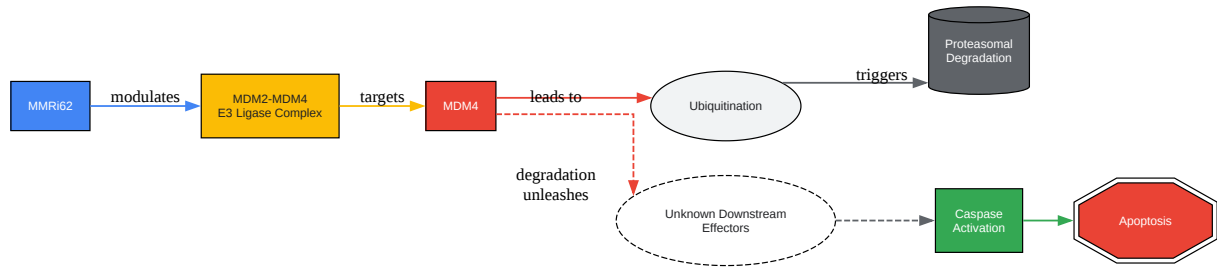 MMRi62
modulates
MDM2-MDM4
E3 Ligase Complex
targets
MDM4
leads to
Ubiquitination
triggers
Proteasomal
Degradation
degradation
unleashes
Unknown Downstream
Effectors
Caspase
Activation
Apoptosis